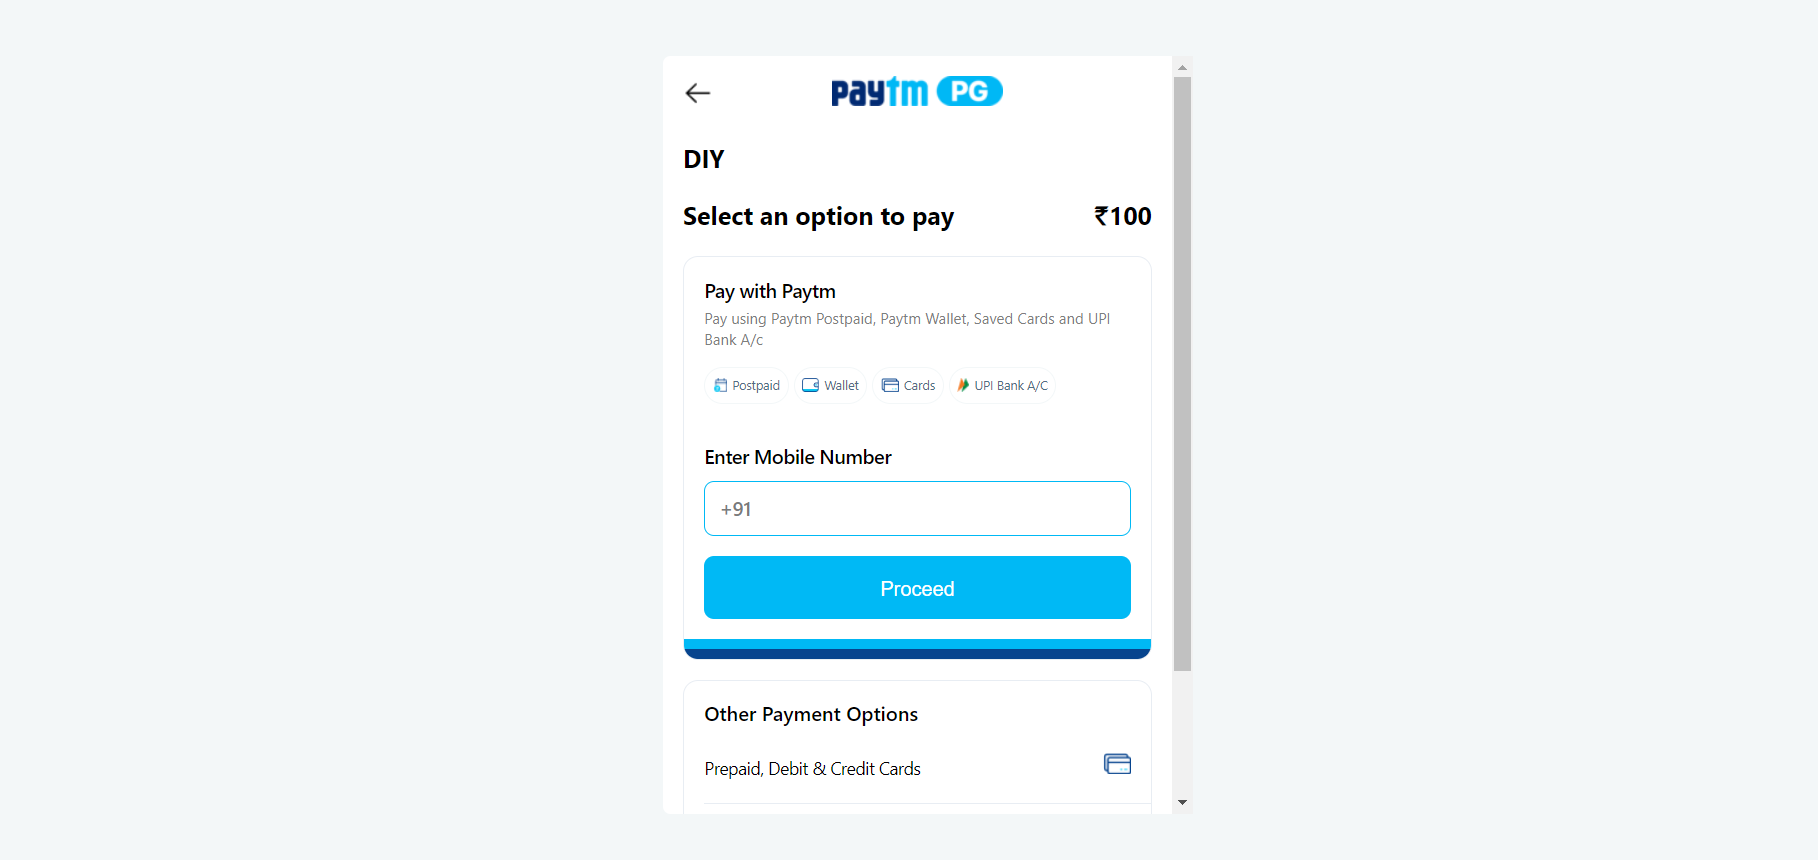 paytm PG
DIY
Select an option to pay ₹100
Pay with Paytm
Pay using Paytm Postpaid, Paytm Wallet, Saved Cards and UPI
Bank A/c
Postpaid Wallet Cards UPI Bank A/C
Enter Mobile Number
+91
Proceed
Other Payment Options
Prepaid, Debit & Credit Cards